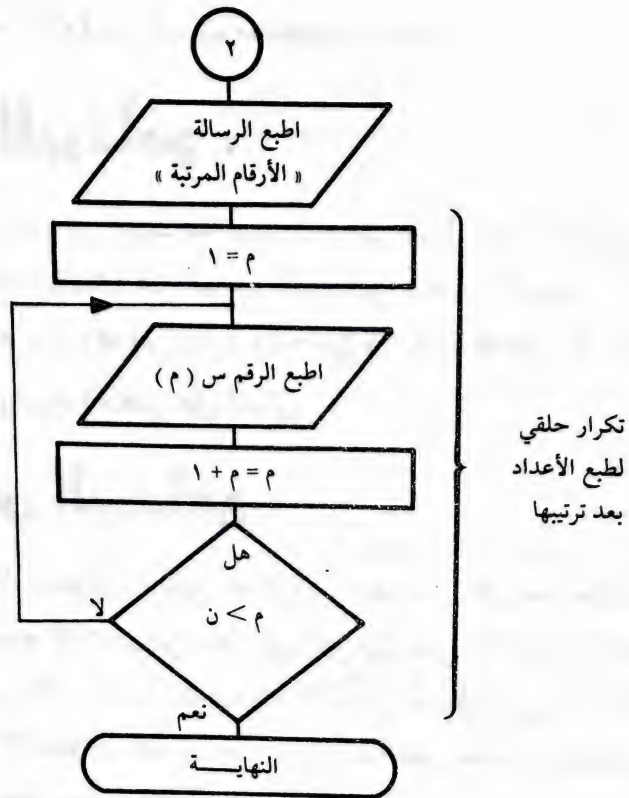 ٢
اطبع الرسالة
« الأرقام المرتبة »
م = ١
اطبع الرقم س ( م )
م = م + ١
هل
م > ن
لا
نعم
النهايـــة
تكرار حلقي
لطبع الأعداد
بعد ترتيبها